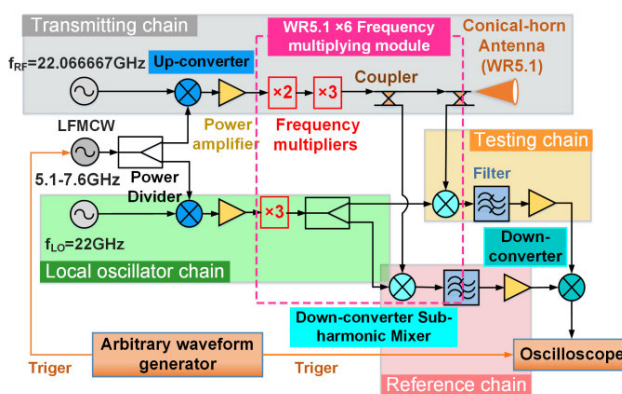 Transmitting chain
WR5.1 ×6 Frequency
multiplying module
Conical-horn
Antenna
(WR5.1)
fRF=22.066667GHz
Up-converter
Coupler
×2
×3
LFMCW
Power
amplifier
Frequency
multipliers
Testing chain
5.1-7.6GHz
Power
Divider
Filter
×3
fLO=22GHz
Down-
converter
Local oscillator chain
Down-converter Sub-
harmonic Mixer
Arbitrary waveform
generator
Oscilloscope
Triger
Triger
Reference chain